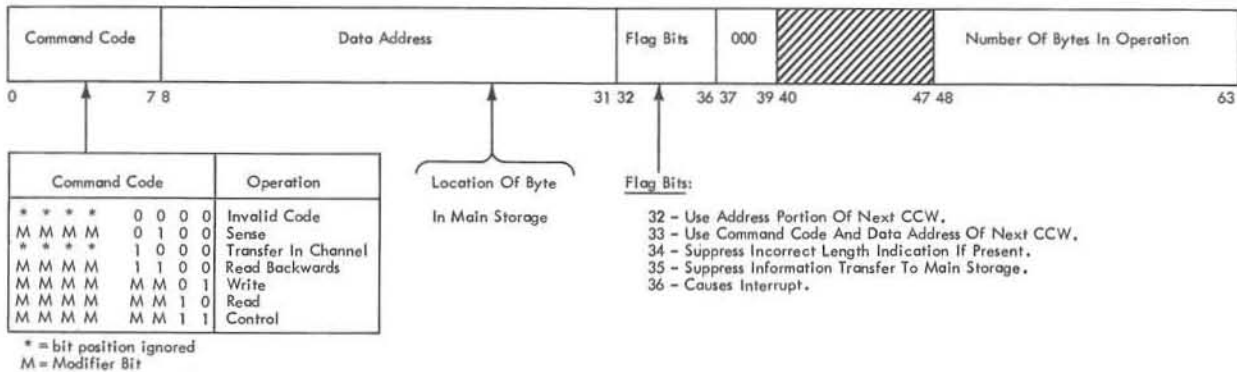 Command Code Data Address Flag Bits 000 Number Of Bytes In Operation
0 7 8 31 32 36 37 39 40 47 48 63
Command Code Operation
* * * * 0 0 0 0 Invalid Code
M M M M 0 1 0 0 Sense
* * * * 1 0 0 0 Transfer In Channel
M M M M 1 1 0 0 Read Backwards
M M M M M M 0 1 Write
M M M M M M 1 0 Read
M M M M M M 1 1 Control
* = bit position ignored
M = Modifier Bit
Location Of Byte
In Main Storage
Flag Bits:
32 - Use Address Portion Of Next CCW.
33 - Use Command Code And Data Address Of Next CCW.
34 - Suppress Incorrect Length Indication If Present.
35 - Suppress Information Transfer To Main Storage.
36 - Causes Interrupt.